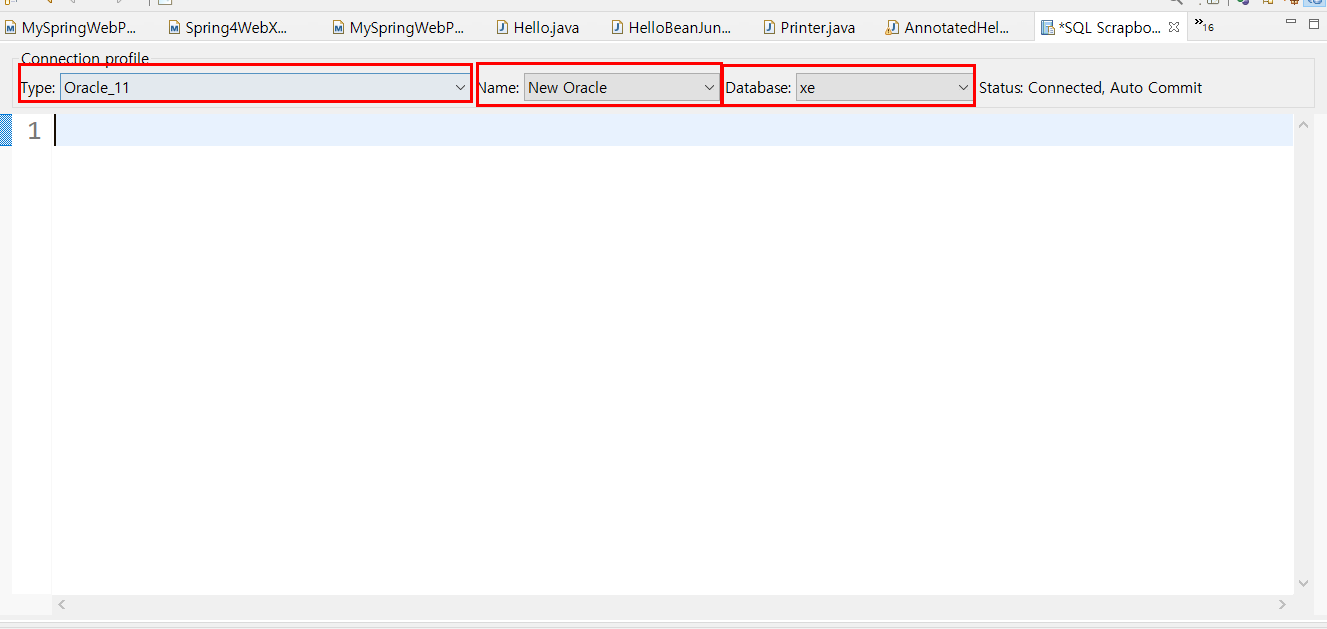 MySpringWebP... Spring4WebX... MySpringWebP... Hello.java HelloBeanJun... Printer.java AnnotatedHel... *SQL Scrapbo... »16
Connection profile
Type: Oracle_11 Name: New Oracle Database: xe Status: Connected, Auto Commit
1